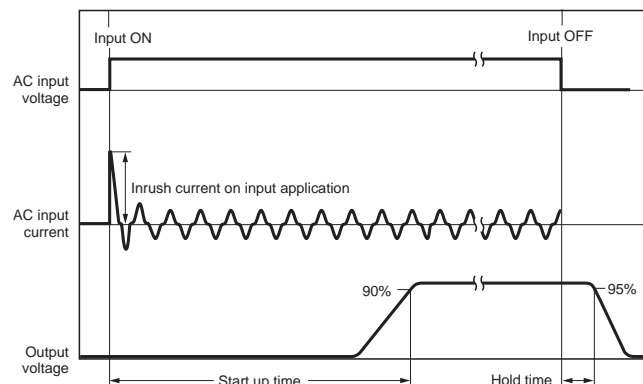 Input ON
Input OFF
AC input
voltage
Inrush current on input application
AC input
current
90%
95%
Output
voltage
Start up time
Hold time